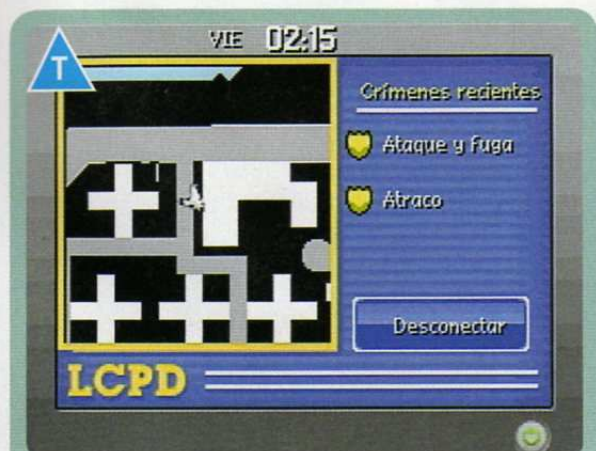 VIE 02:15
T
Crímenes recientes
Ataque y fuga
Atraco
Desconectar
LCPD